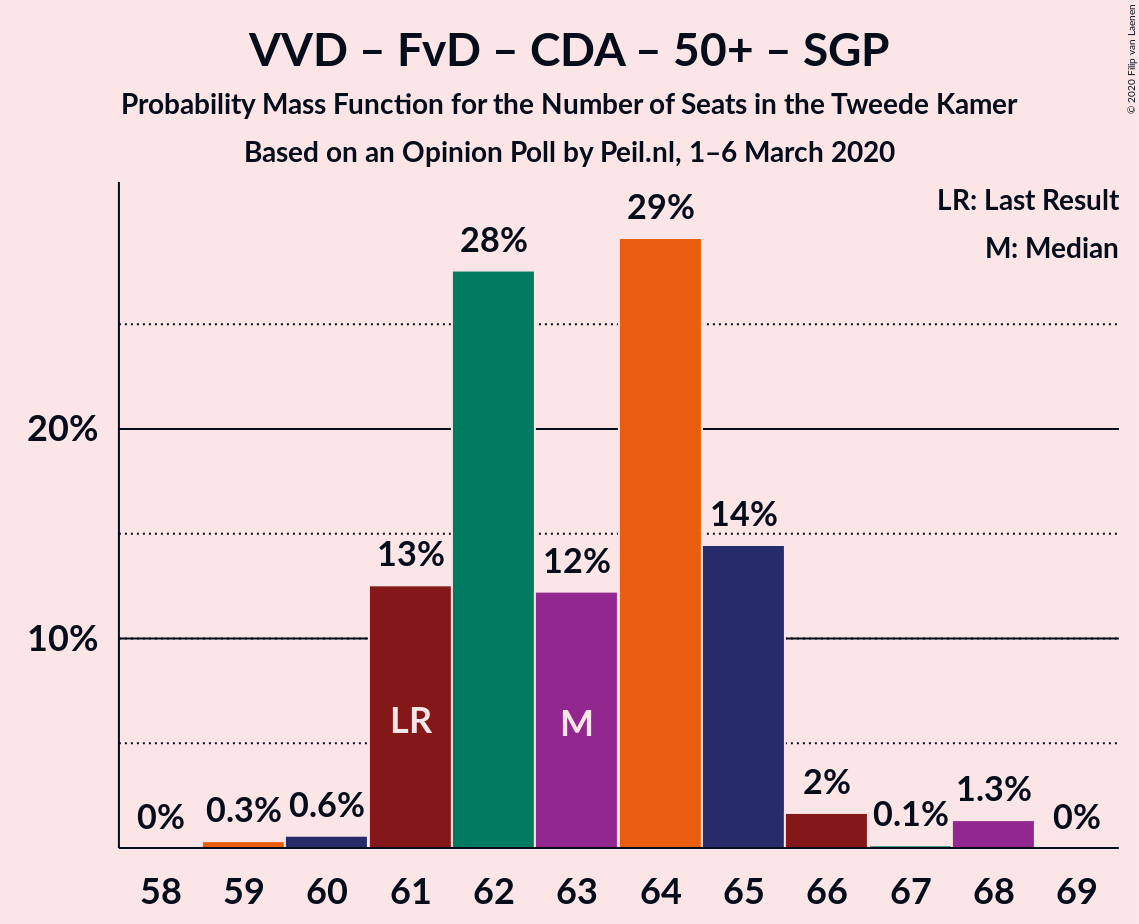 VVD – FvD – CDA – 50+ – SGP
Probability Mass Function for the Number of Seats in the Tweede Kamer
Based on an Opinion Poll by Peil.nl, 1–6 March 2020
© 2020 Filip van Laenen
LR: Last Result
M: Median
20%
10%
0% 0.3% 0.6% 13% 28% 12% 29% 14% 2% 0.1% 1.3% 0%
LR M
58 59 60 61 62 63 64 65 66 67 68 69